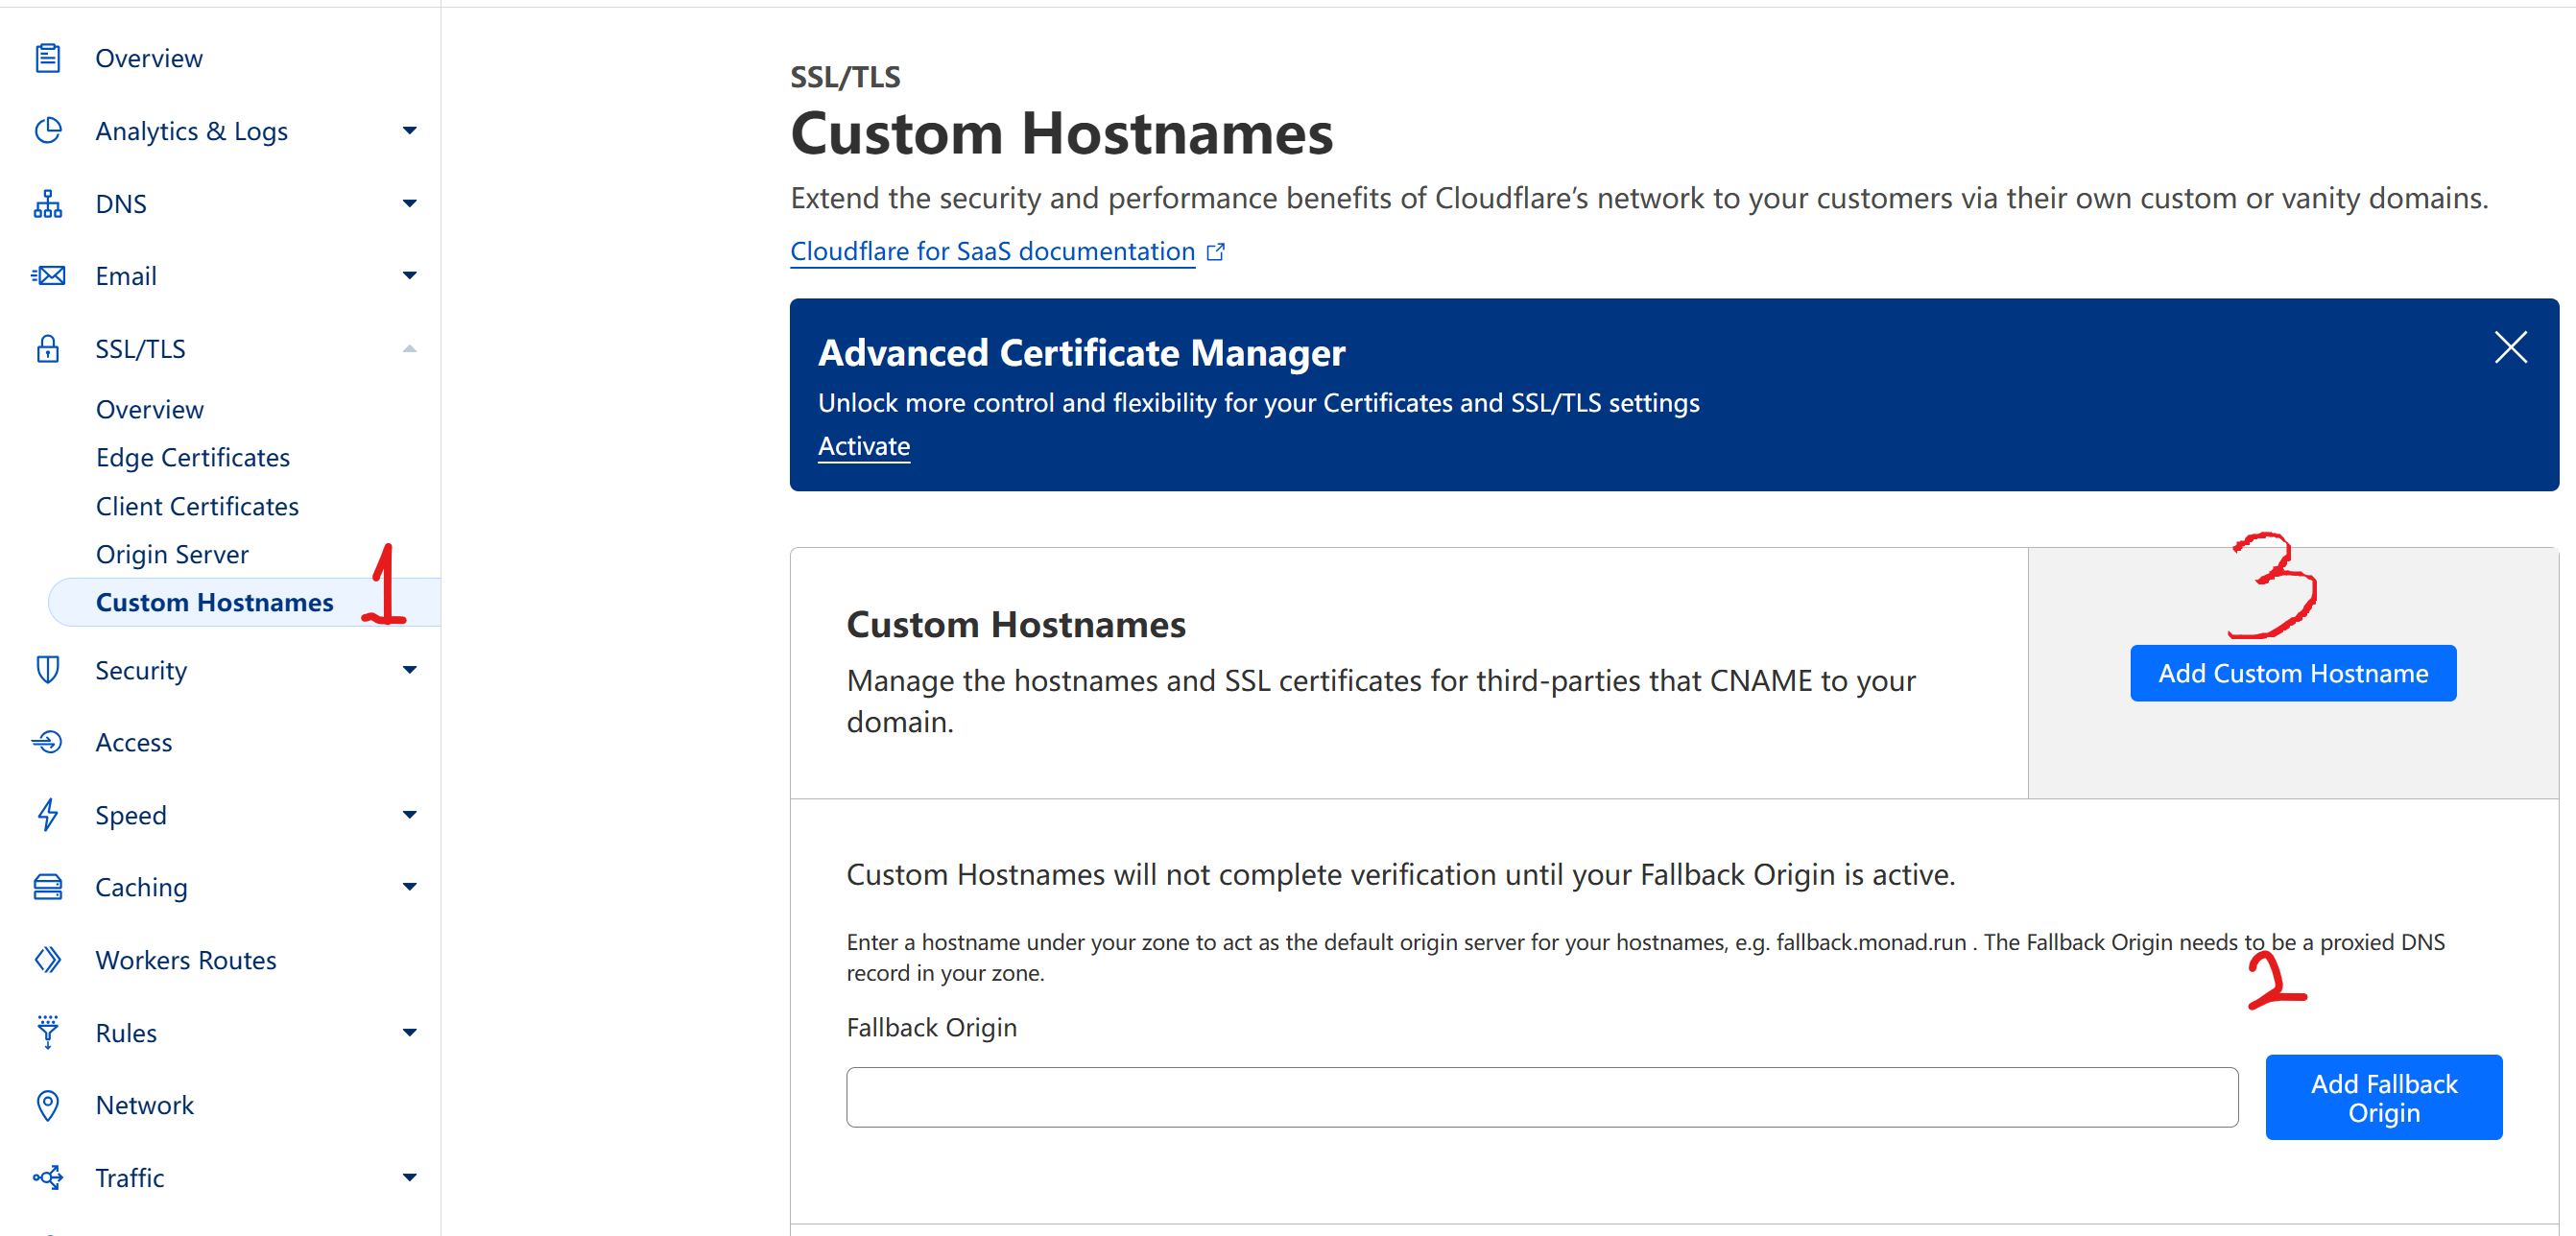 Overview
Analytics & Logs
DNS
Email
SSL/TLS
Overview
Edge Certificates
Client Certificates
Origin Server
Custom Hostnames
1
Security
Access
Speed
Caching
Workers Routes
Rules
Network
Traffic
SSL/TLS
Custom Hostnames
Extend the security and performance benefits of Cloudflare’s network to your customers via their own custom or vanity domains.
Cloudflare for SaaS documentation
Advanced Certificate Manager
Unlock more control and flexibility for your Certificates and SSL/TLS settings
Activate
Custom Hostnames
Manage the hostnames and SSL certificates for third-parties that CNAME to your
domain.
3
Add Custom Hostname
Custom Hostnames will not complete verification until your Fallback Origin is active.
Enter a hostname under your zone to act as the default origin server for your hostnames, e.g. fallback.monad.run . The Fallback Origin needs to be a proxied DNS
record in your zone.
2
Fallback Origin
Add Fallback
Origin